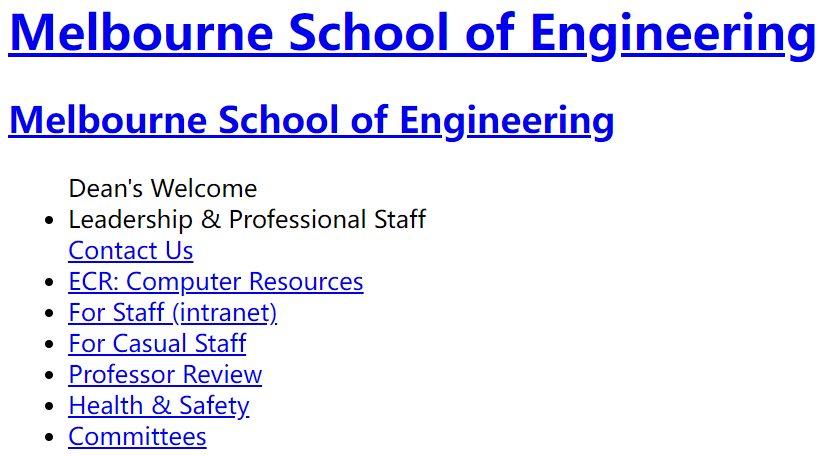 Melbourne School of Engineering
Melbourne School of Engineering
Dean's Welcome
Leadership & Professional Staff
Contact Us
ECR: Computer Resources
For Staff (intranet)
For Casual Staff
Professor Review
Health & Safety
Committees